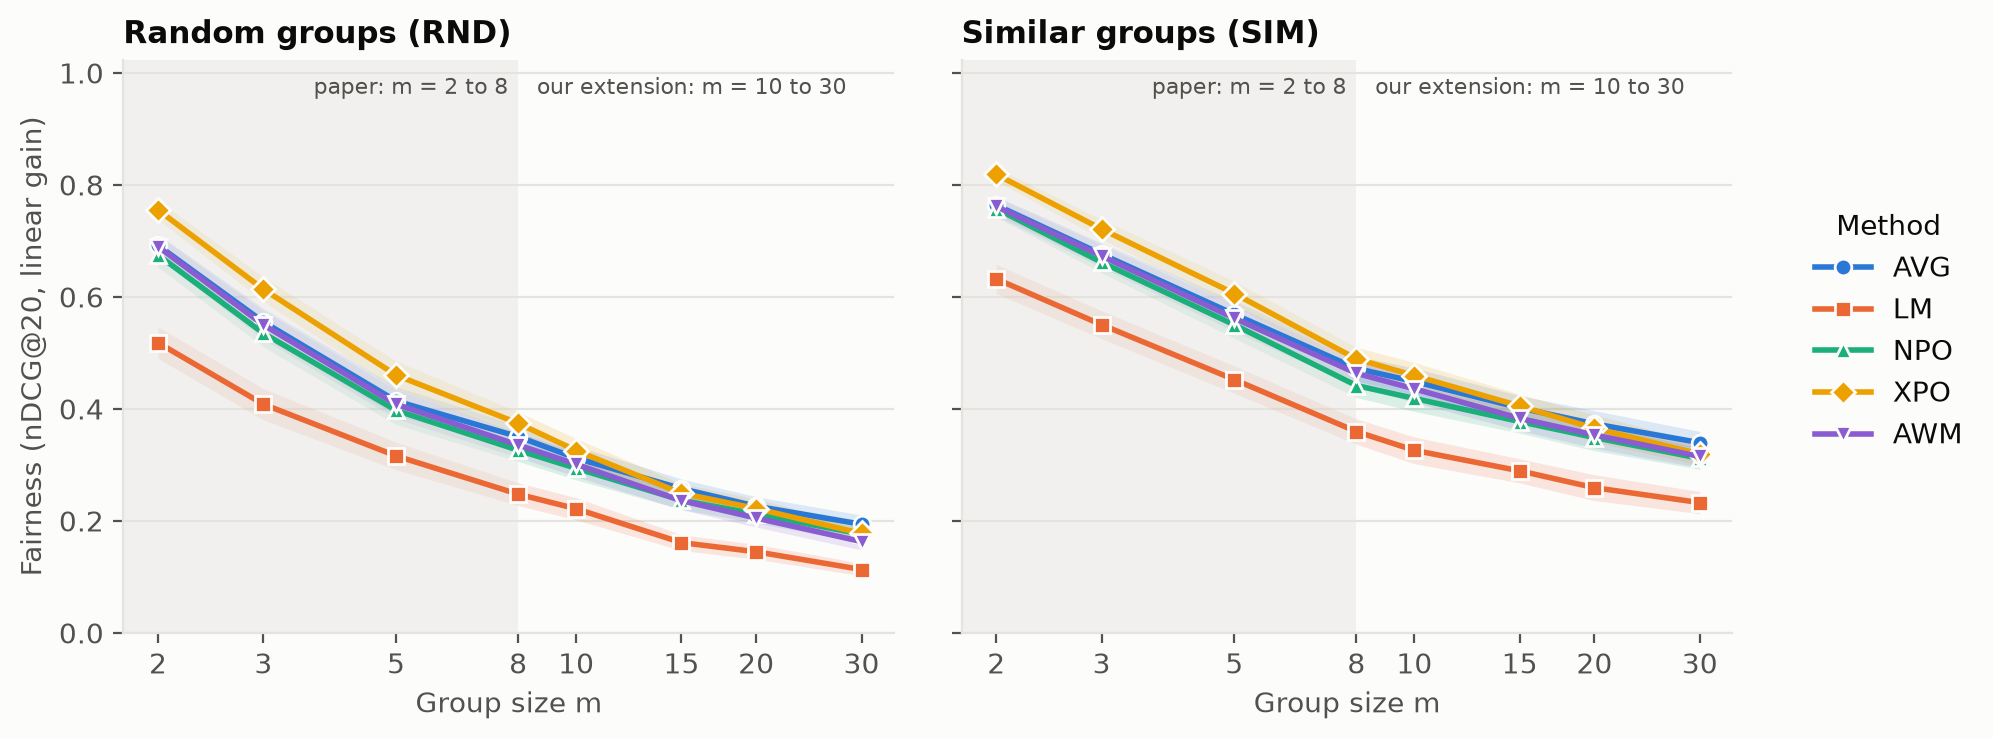 Random groups (RND)
Similar groups (SIM)
paper: m = 2 to 8
our extension: m = 10 to 30
paper: m = 2 to 8
our extension: m = 10 to 30
Fairness (nDCG@20, linear gain)
1.0
0.8
0.6
0.4
0.2
0.0
2 3 5 8 10 15 20 30
2 3 5 8 10 15 20 30
Group size m
Group size m
Method
AVG
LM
NPO
XPO
AWM